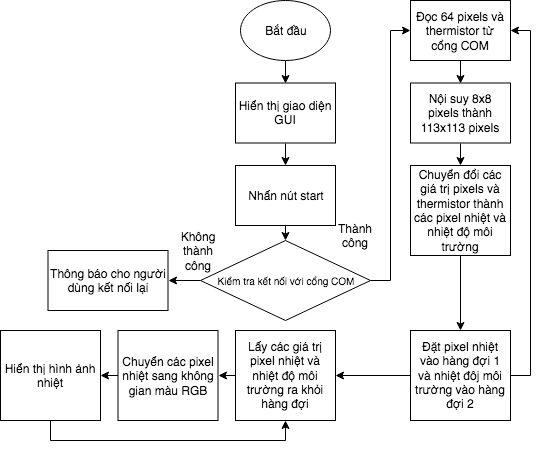 Bắt đầu
Hiển thị giao diện
GUI
Nhấn nút start
Kiểm tra kết nối với cổng COM
Không
thành
công
Thành
công
Thông báo cho người
dùng kết nối lại
Đọc 64 pixels và
thermistor từ
cổng COM
Nội suy 8x8
pixels thành
113x113 pixels
Chuyển đổi các
giá trị pixels và
thermistor thành
các pixel nhiệt và
nhiệt độ môi
trường
Đặt pixel nhiệt
vào hàng đợi 1
và nhiệt đôj môi
trường vào hàng
đợi 2
Lấy các giá trị
pixel nhiệt và
nhiệt độ môi
trường ra khỏi
hàng đợi
Chuyển các pixel
nhiệt sang không
gian màu RGB
Hiển thị hình ảnh
nhiệt